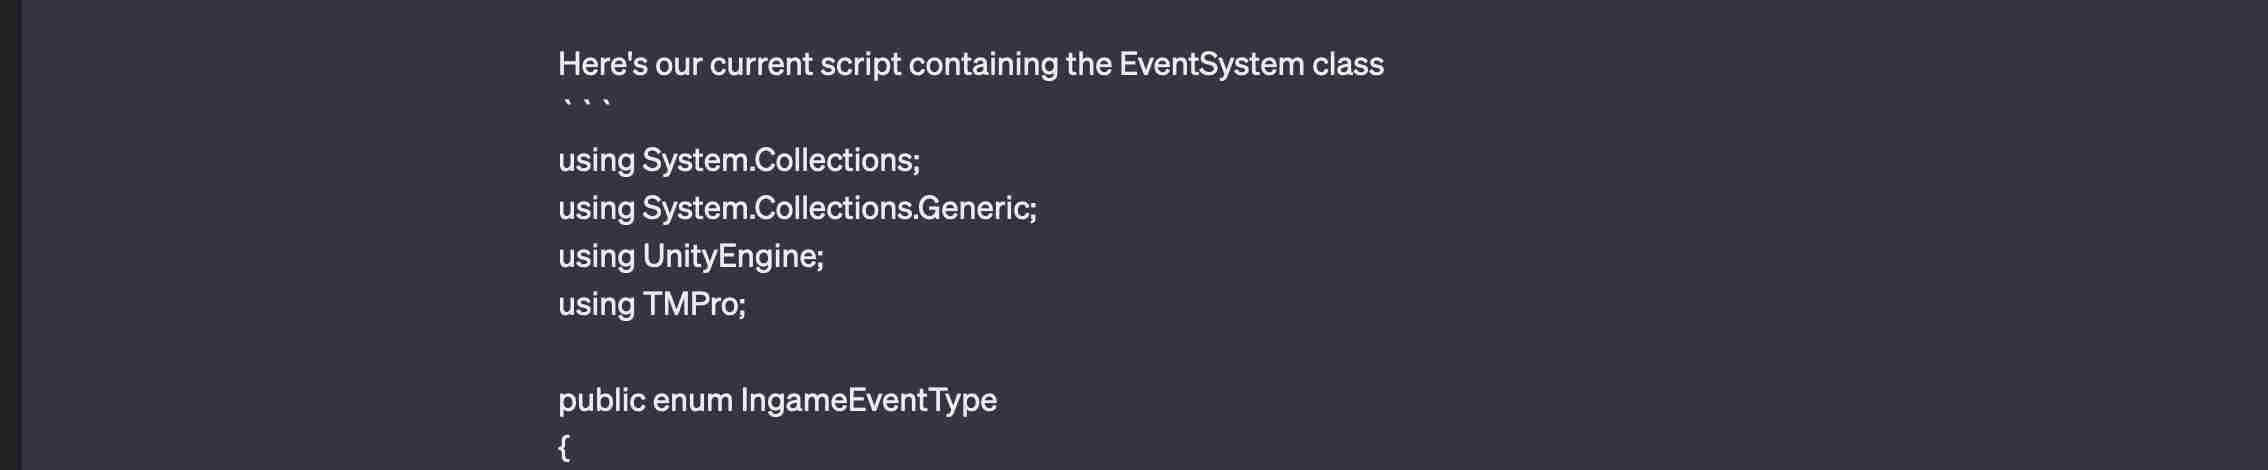 Here's our current script containing the EventSystem class
```
using System.Collections;
using System.Collections.Generic;
using UnityEngine;
using TMPro;
public enum IngameEventType
{